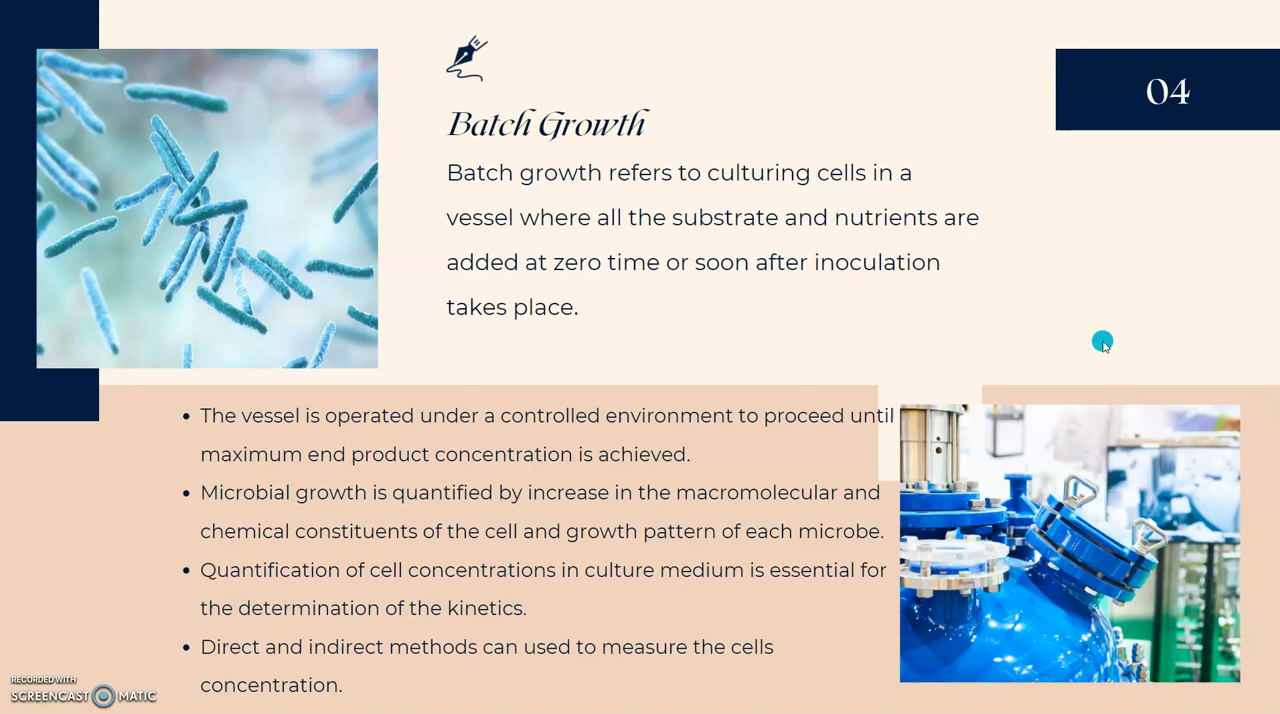 04
Batch Growth
Batch growth refers to culturing cells in a
vessel where all the substrate and nutrients are
added at zero time or soon after inoculation
takes place.
• The vessel is operated under a controlled environment to proceed until
maximum end product concentration is achieved.
• Microbial growth is quantified by increase in the macromolecular and
chemical constituents of the cell and growth pattern of each microbe.
• Quantification of cell concentrations in culture medium is essential for
the determination of the kinetics.
• Direct and indirect methods can used to measure the cells
concentration.
RECORDED WITH
SCREENCAST MATIC